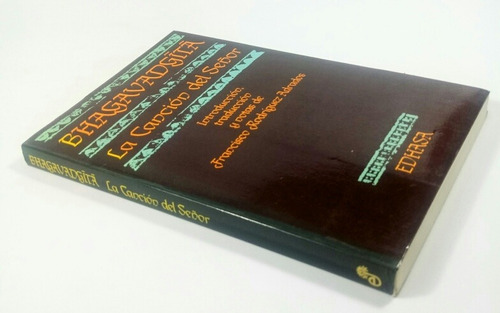 BHAGAVADGĪTĀ
La Canción del Señor
Introducción,
traducción
y notas de
Francisco Rodríguez Adrados
EDHASA
BHAGAVADGĪTĀ La Canción del Señor